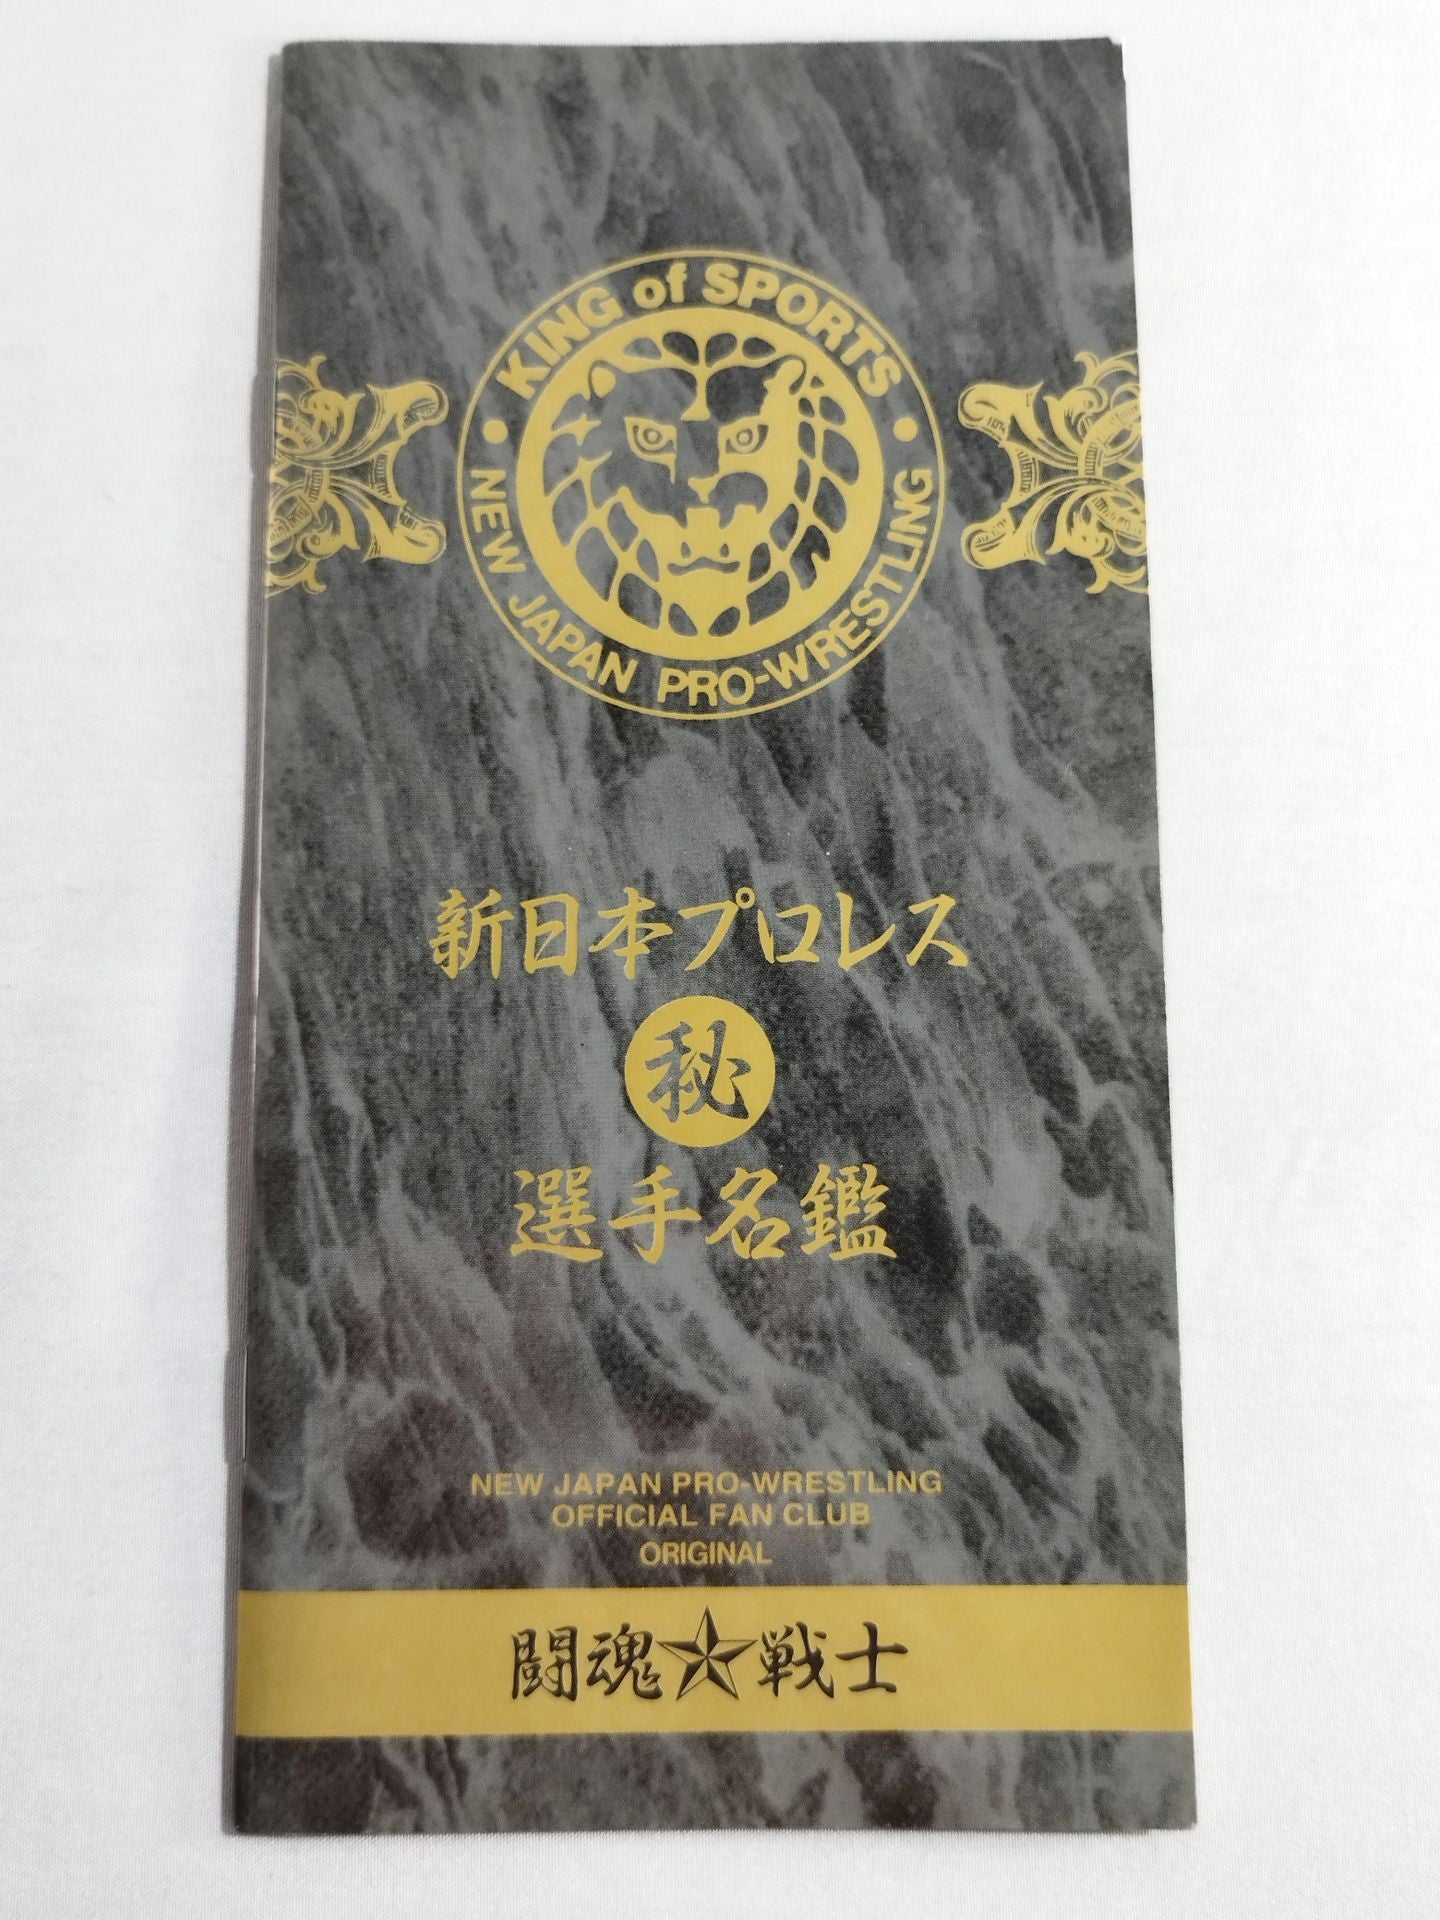 KING of SPORTS
・NEW JAPAN PRO-WRESTLING・
新日本プロレス
秘
選手名鑑
NEW JAPAN PRO-WRESTLING
OFFICIAL FAN CLUB
ORIGINAL
闘魂★戦士